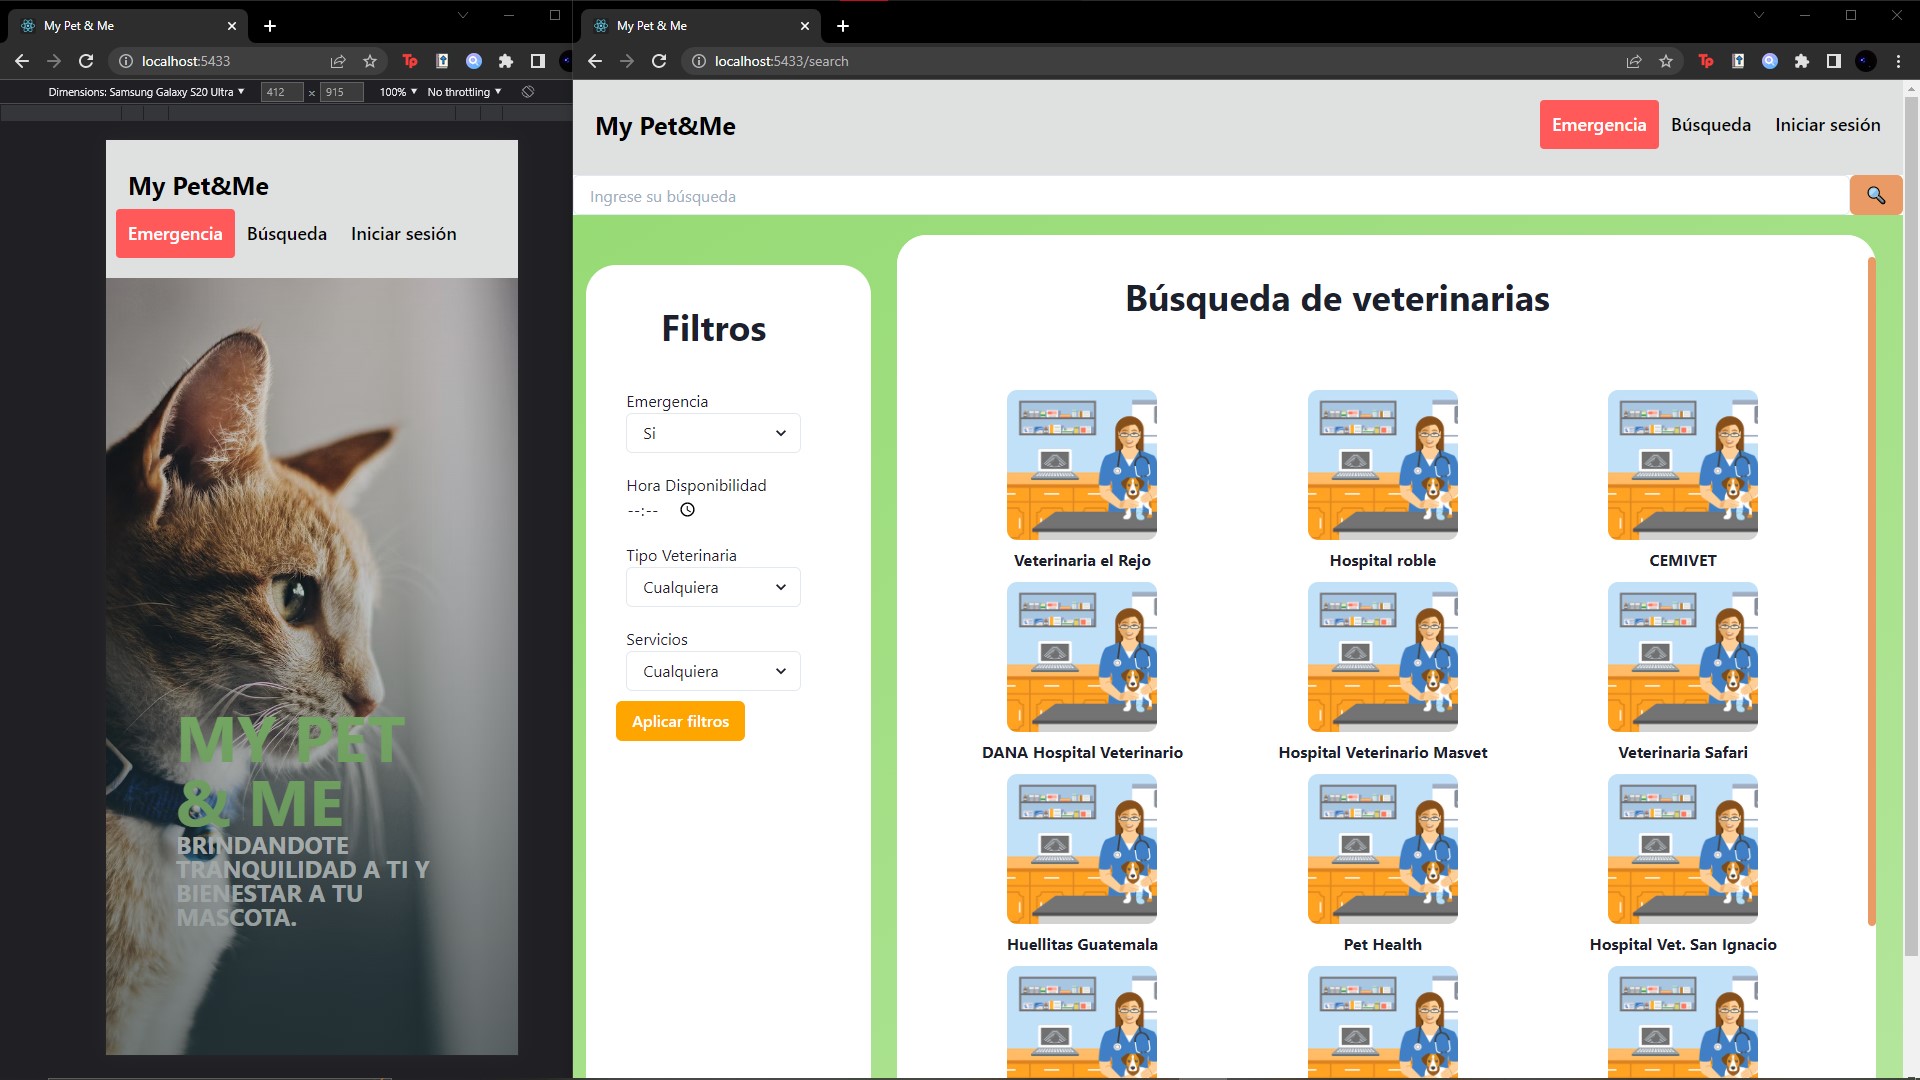 My Pet & Me
localhost:5433
Tp
Dimensions: Samsung Galaxy S20 Ultra
412
x
915
100%
No throttling
My Pet&Me
Emergencia
Búsqueda
Iniciar sesión
MY PET
& ME
BRINDANDOTE
TRANQUILIDAD A TI Y
BIENESTAR A TU
MASCOTA.
My Pet & Me
localhost:5433/search
Tp
My Pet&Me
Emergencia
Búsqueda
Iniciar sesión
Ingrese su búsqueda
Filtros
Emergencia
Si
Hora Disponibilidad
--:--
Tipo Veterinaria
Cualquiera
Servicios
Cualquiera
Aplicar filtros
Búsqueda de veterinarias
Veterinaria el Rejo
Hospital roble
CEMIVET
DANA Hospital Veterinario
Hospital Veterinario Masvet
Veterinaria Safari
Huellitas Guatemala
Pet Health
Hospital Vet. San Ignacio